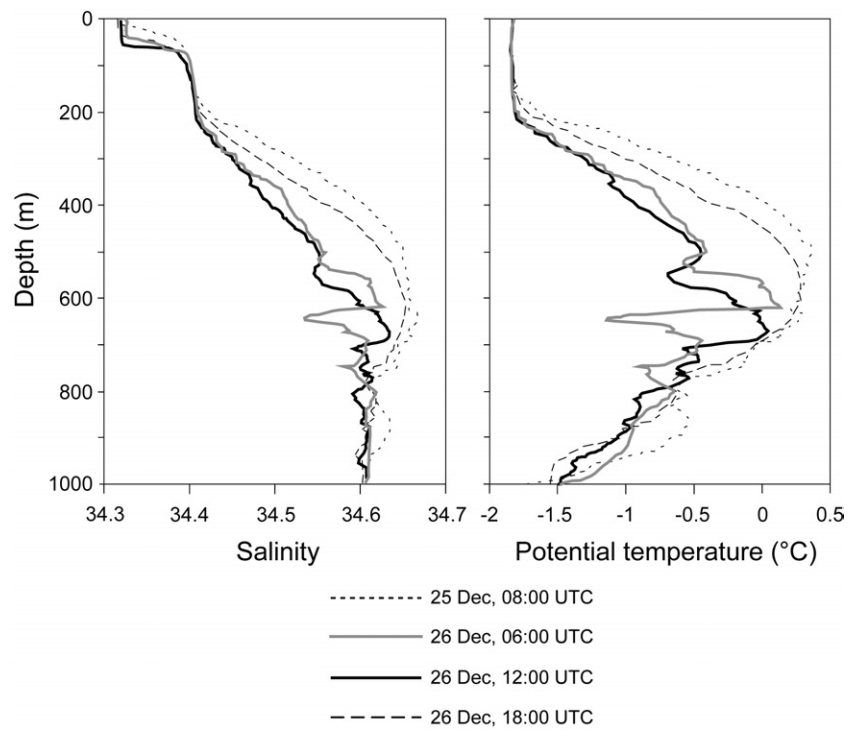 0
200
400
600
800
1000
Depth (m)
34.3 34.4 34.5 34.6 34.7
Salinity
-2 -1.5 -1 -0.5 0 0.5
Potential temperature (°C)
25 Dec, 08:00 UTC
26 Dec, 06:00 UTC
26 Dec, 12:00 UTC
26 Dec, 18:00 UTC